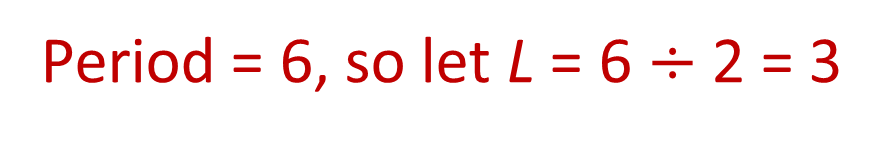 Period = 6, so let L = 6 ÷ 2 = 3